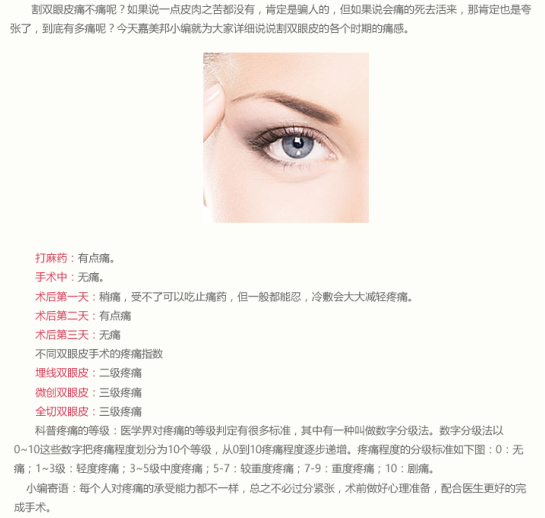 割双眼皮痛不痛呢？如果说一点皮肉之苦都没有，肯定是骗人的，但如果说会痛的死去活来，那肯定也是夸
张了，到底有多痛呢？今天嘉美邦小编就为大家详细说说割双眼皮的各个时期的痛感。
打麻药：有点痛。
手术中：无痛。
术后第一天：稍痛，受不了可以吃止痛药，但一般都能忍，冷敷会大大减轻疼痛。
术后第二天：有点痛
术后第三天：无痛
不同双眼皮手术的疼痛指数
埋线双眼皮：二级疼痛
微创双眼皮：三级疼痛
全切双眼皮：三级疼痛
科普疼痛的等级：医学界对疼痛的等级判定有很多标准，其中有一种叫做数字分级法。数字分级法以
0~10这些数字把疼痛程度划分为10个等级，从0到10疼痛程度逐步递增。疼痛程度的分级标准如下图：0：无
痛；1~3级：轻度疼痛；3~5级中度疼痛；5-7：较重度疼痛；7-9：重度疼痛；10：剧痛。
小编寄语：每个人对疼痛的承受能力都不一样，总之不必过分紧张，术前做好心理准备，配合医生更好的完
成手术。